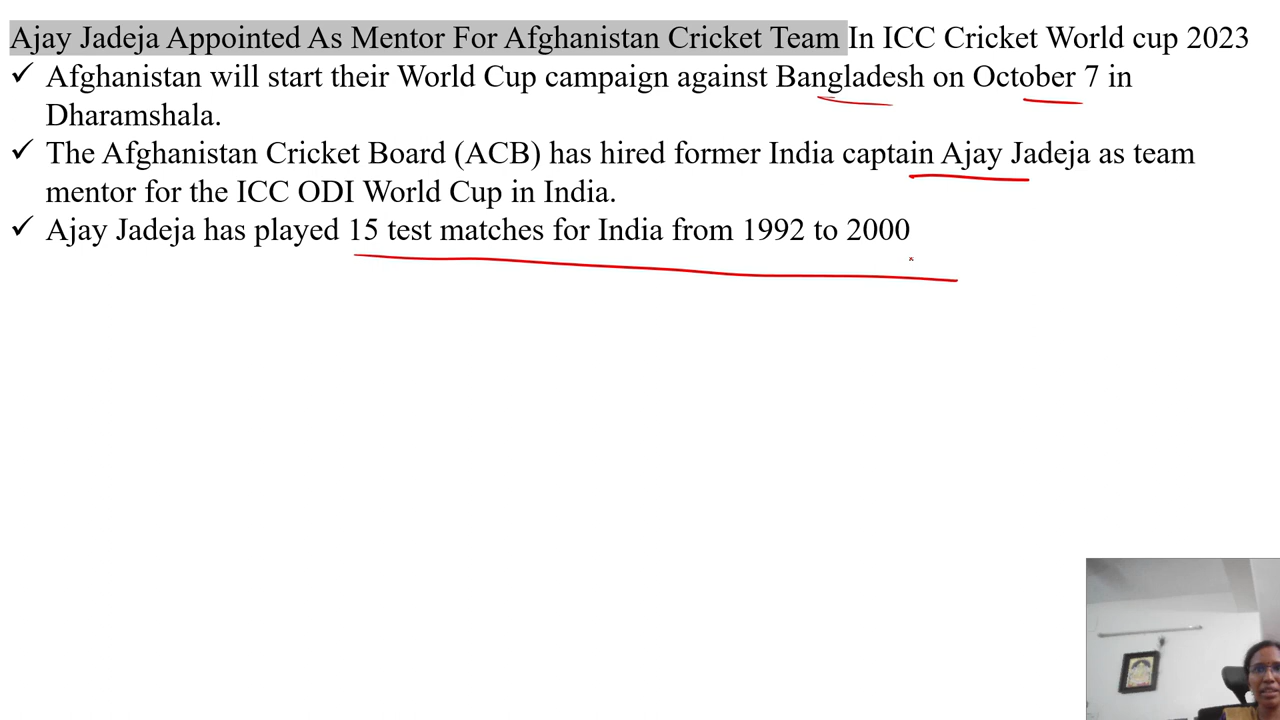 Ajay Jadeja Appointed As Mentor For Afghanistan Cricket Team In ICC Cricket World cup 2023
✓ Afghanistan will start their World Cup campaign against Bangladesh on October 7 in
Dharamshala.
✓ The Afghanistan Cricket Board (ACB) has hired former India captain Ajay Jadeja as team
mentor for the ICC ODI World Cup in India.
✓ Ajay Jadeja has played 15 test matches for India from 1992 to 2000